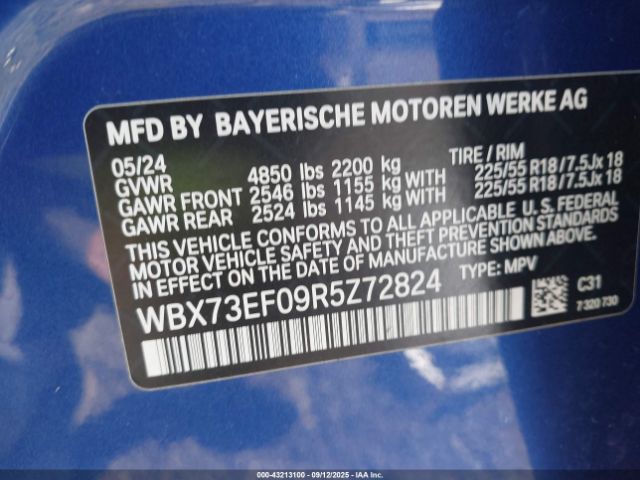 MFD BY BAYERISCHE MOTOREN WERKE AG
05/24 TIRE / RIM
GVWR 4850 lbs 2200 kg
GAWR FRONT 2546 lbs 1155 kg WITH 225/55 R18/7.5Jx18
GAWR REAR 2524 lbs 1145 kg WITH 225/55 R18/7.5Jx18
THIS VEHICLE CONFORMS TO ALL APPLICABLE U.S. FEDERAL
MOTOR VEHICLE SAFETY AND THEFT PREVENTION STANDARDS
IN EFFECT ON THE DATE OF MANUFACTURE SHOWN ABOVE.
WBX73EF09R5Z72824 TYPE: MPV
C31
7320730
000-43213100 - 09/12/2025 - IAA Inc.